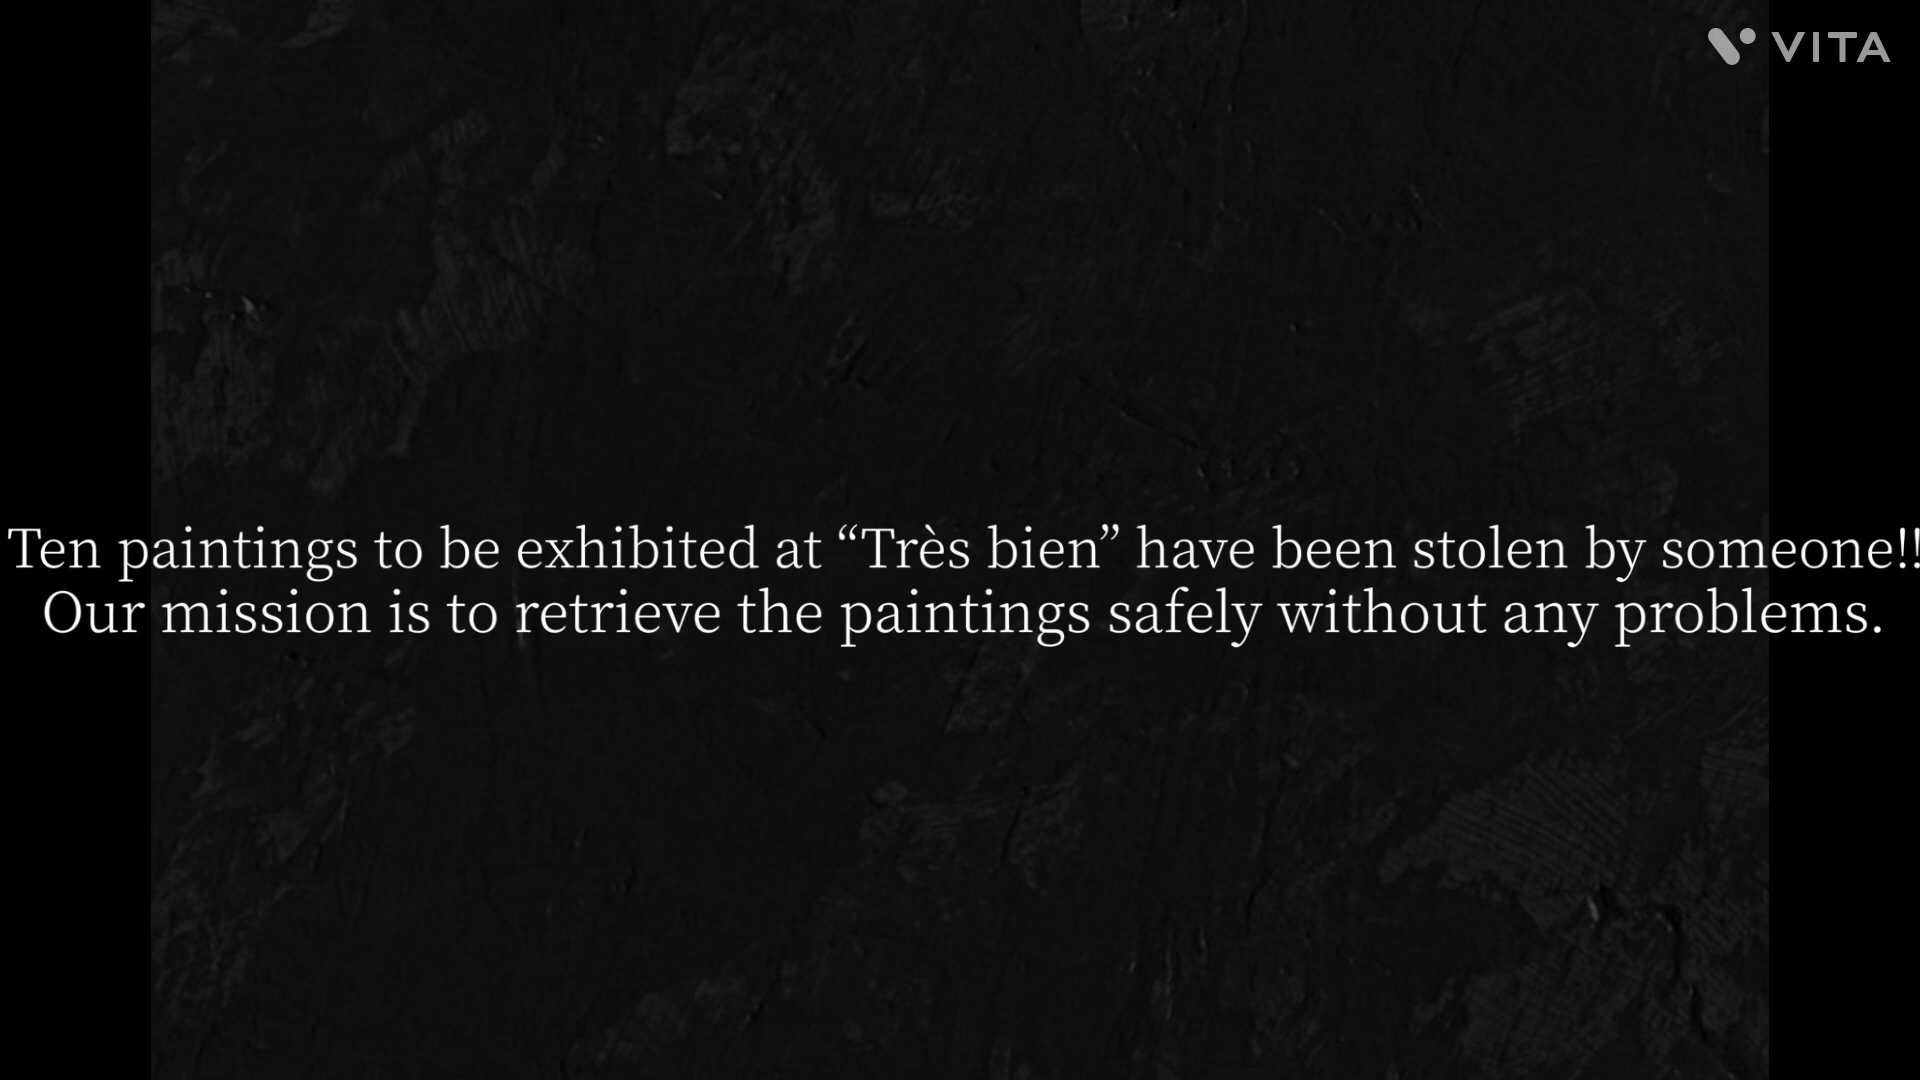 VITA
Ten paintings to be exhibited at “Très bien” have been stolen by someone!!
Our mission is to retrieve the paintings safely without any problems.